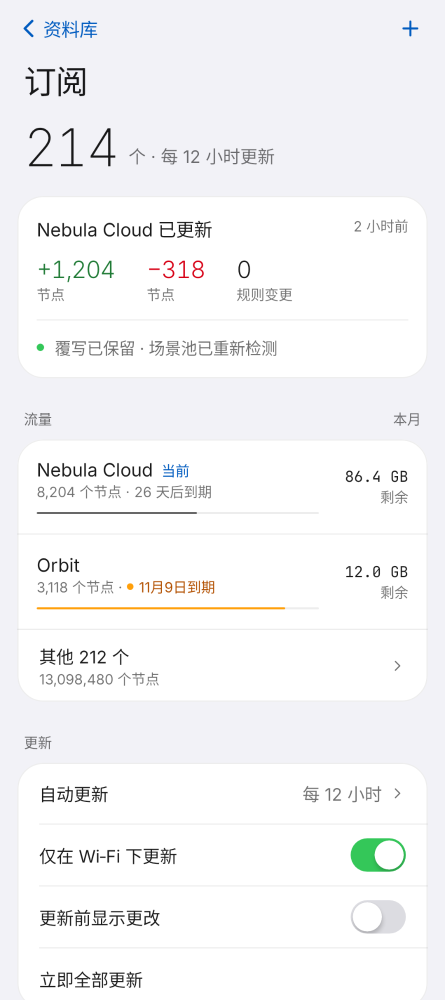 资料库
订阅
214 个 · 每 12 小时更新
Nebula Cloud 已更新 2 小时前
+1,204 −318 0
节点 节点 规则变更
覆写已保留 · 场景池已重新检测
流量 本月
Nebula Cloud 当前
8,204 个节点 · 26 天后到期
86.4 GB
剩余
Orbit
3,118 个节点 · 11月9日到期
12.0 GB
剩余
其他 212 个
13,098,480 个节点
更新
自动更新 每 12 小时
仅在 Wi-Fi 下更新
更新前显示更改
立即全部更新